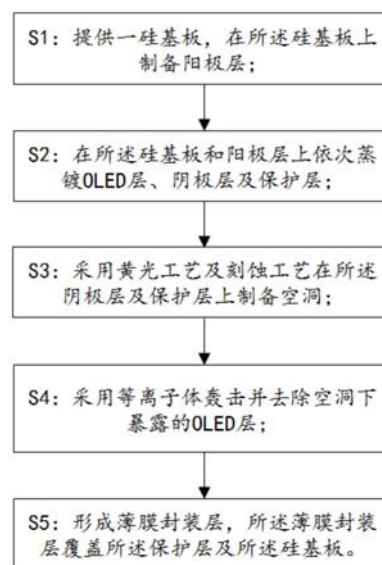 S1：提供一硅基板，在所述硅基板上
制备阳极层；
S2：在所述硅基板和阳极层上依次蒸
镀OLED层、阴极层及保护层；
S3：采用黄光工艺及刻蚀工艺在所述
阴极层及保护层上制备空洞；
S4：采用等离子体轰击并去除空洞下
暴露的OLED层；
S5：形成薄膜封装层，所述薄膜封装
层覆盖所述保护层及所述硅基板。